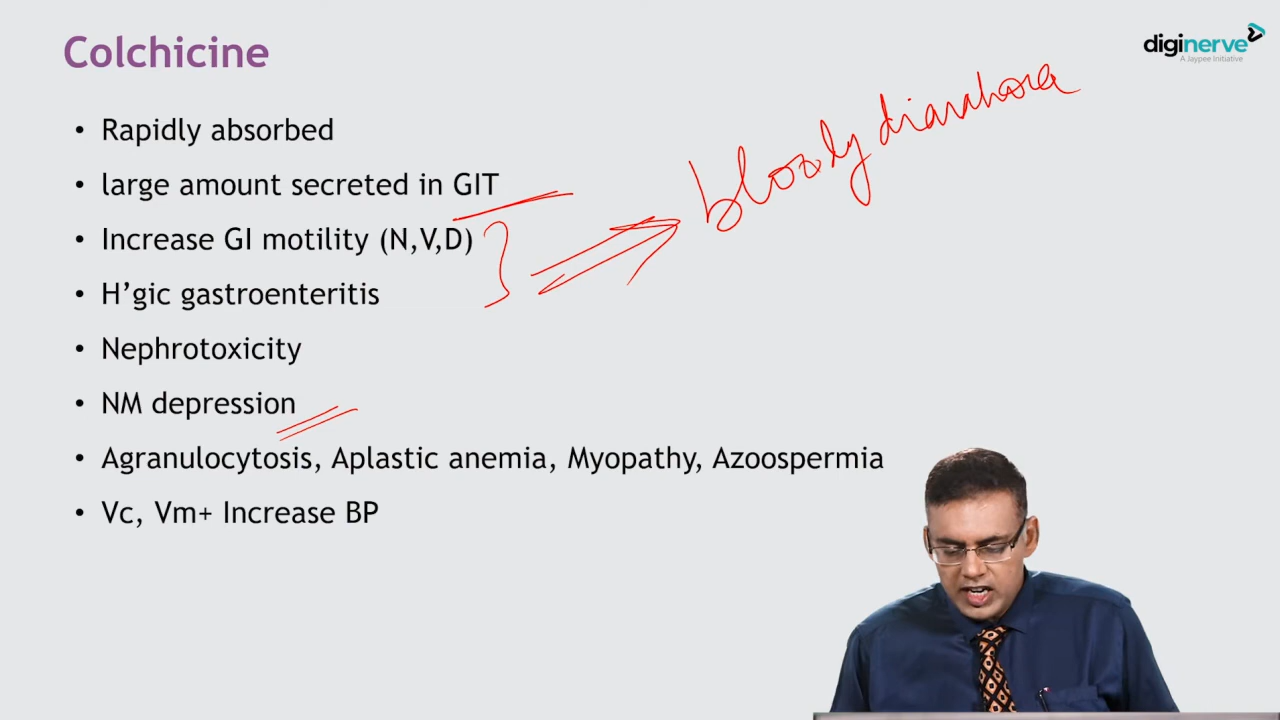 Colchicine
diginerve
A Jaypee Initiative
• Rapidly absorbed
• large amount secreted in GIT
• Increase GI motility (N,V,D)
• H’gic gastroenteritis
• Nephrotoxicity
• NM depression
• Agranulocytosis, Aplastic anemia, Myopathy, Azoospermia
• Vc, Vm+ Increase BP
bloody diarahoea